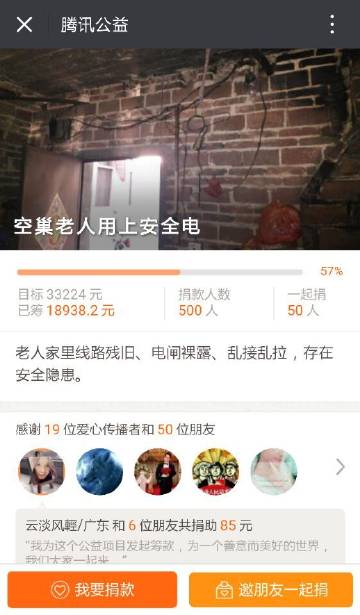 腾讯公益
空巢老人用上安全电
57%
目标 33224 元
已筹 18938.2 元
捐款人数
500 人
一起捐
50 人
老人家里线路残旧、电闸裸露、乱接乱拉，存在
安全隐患。
感谢 19 位爱心传播者和 50 位朋友
云淡风輕/广东 和 6 位朋友共捐助 85 元
“我为这个公益项目发起筹款，为一个善意而美好的世界，
我们大家一起来...”
我要捐款
邀朋友一起捐